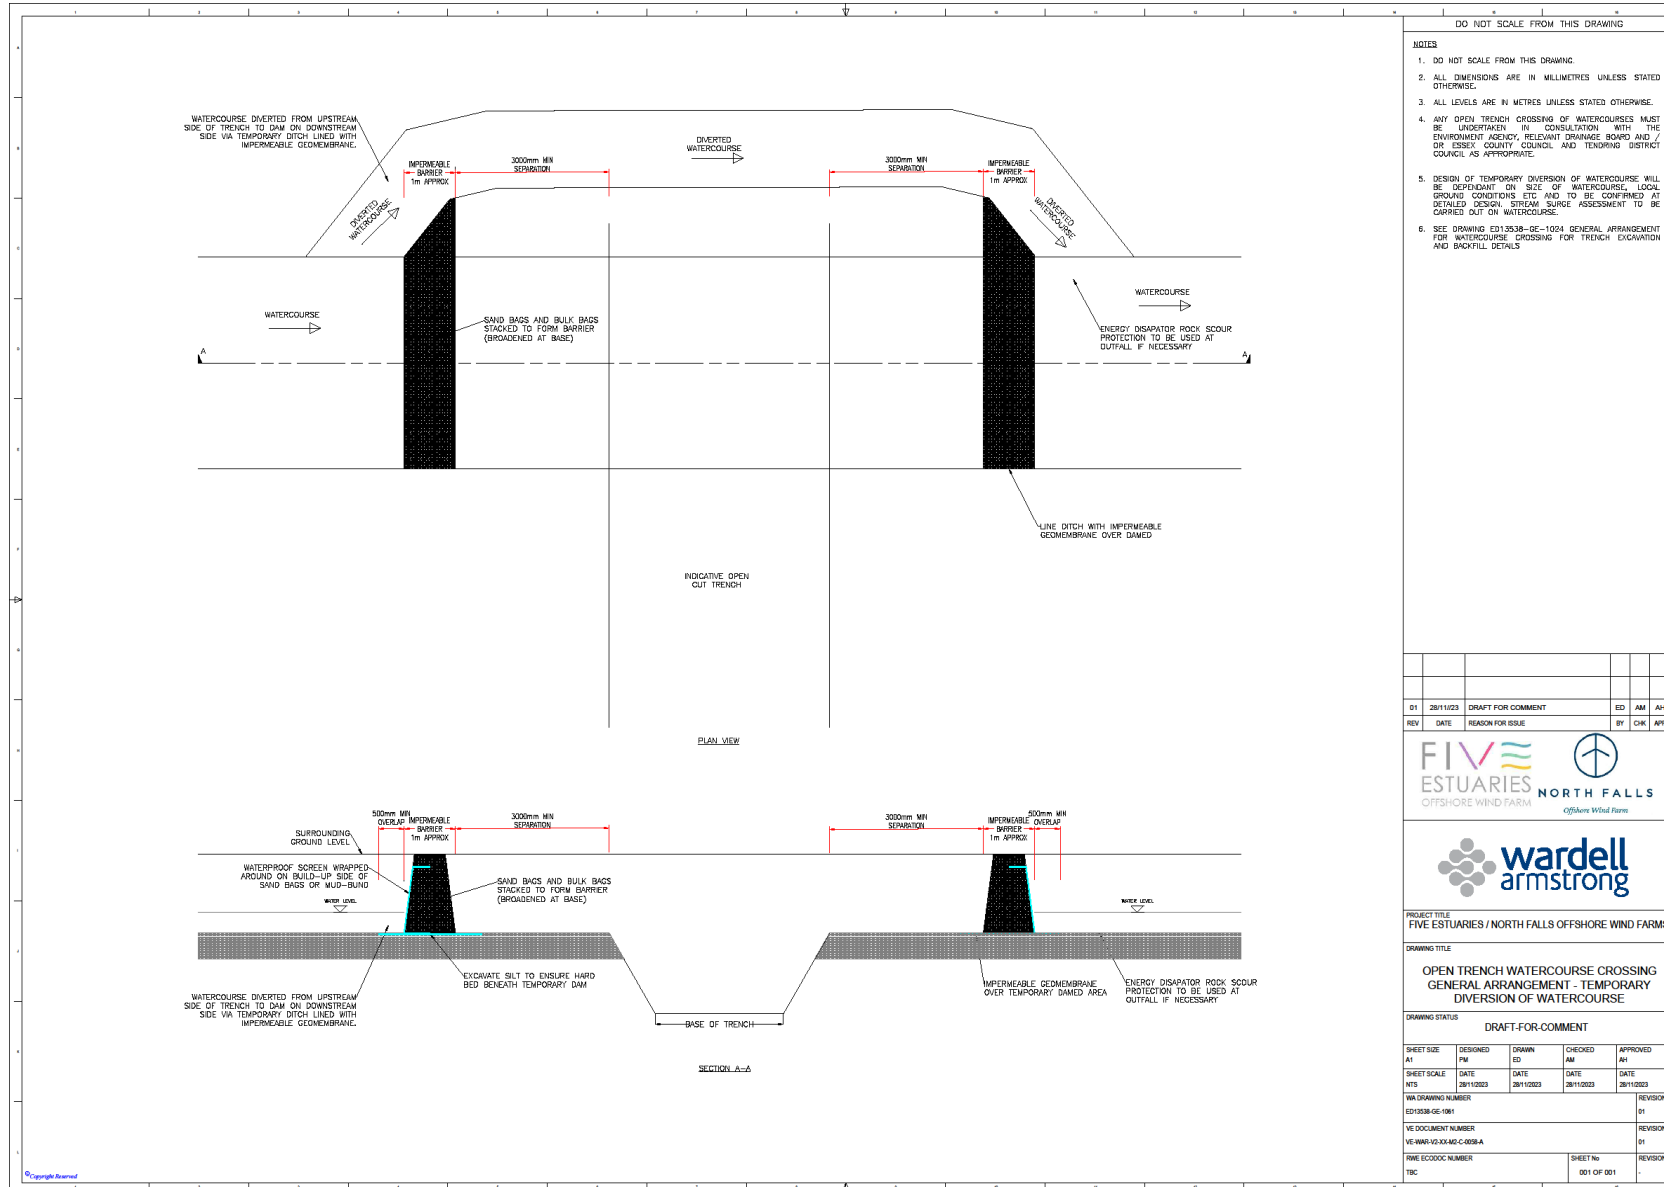 DO NOT SCALE FROM THIS DRAWING
NOTES
1. DO NOT SCALE FROM THIS DRAWING.
2. ALL DIMENSIONS ARE IN MILLIMETRES UNLESS STATED
OTHERWISE.
3. ALL LEVELS ARE IN METRES UNLESS STATED OTHERWISE.
4. ANY OPEN TRENCH CROSSING OF WATERCOURSES MUST
BE UNDERTAKEN IN CONSULTATION WITH THE
ENVIRONMENT AGENCY, RELEVANT DRAINAGE BOARD AND /
OR ESSEX COUNTY COUNCIL AND TENDRING DISTRICT
COUNCIL AS APPROPRIATE.
5. DESIGN OF TEMPORARY DIVERSION OF WATERCOURSE WILL
BE DEPENDANT ON SIZE OF WATERCOURSE, LOCAL
GROUND CONDITIONS ETC AND TO BE CONFIRMED AT
DETAILED DESIGN. STREAM SURGE ASSESSMENT TO BE
CARRIED OUT ON WATERCOURSE.
6. SEE DRAWING ED13538-GE-1024 GENERAL ARRANGEMENT
FOR WATERCOURSE CROSSING FOR TRENCH EXCAVATION
AND BACKFILL DETAILS
WATERCOURSE DIVERTED FROM UPSTREAM
SIDE OF TRENCH TO DAM ON DOWNSTREAM
SIDE VIA TEMPORARY DITCH LINED WITH
IMPERMEABLE GEOMEMBRANE.
DIVERTED
WATERCOURSE
IMPERMEABLE
BARRIER
1m APPROX
3000mm MIN
SEPARATION
3000mm MIN
SEPARATION
IMPERMEABLE
BARRIER
1m APPROX
DIVERTED
WATERCOURSE
DIVERTED
WATERCOURSE
WATERCOURSE
WATERCOURSE
SAND BAGS AND BULK BAGS
STACKED TO FORM BARRIER
(BROADENED AT BASE)
ENERGY DISAPATOR ROCK SCOUR
PROTECTION TO BE USED AT
OUTFALL IF NECESSARY
A
A
LINE DITCH WITH IMPERMEABLE
GEOMEMBRANE OVER DAMED
INDICATIVE OPEN
CUT TRENCH
PLAN VIEW
500mm MIN
OVERLAP
IMPERMEABLE
BARRIER
1m APPROX
3000mm MIN
SEPARATION
3000mm MIN
SEPARATION
IMPERMEABLE
BARRIER
1m APPROX
500mm MIN
OVERLAP
SURROUNDING
GROUND LEVEL
WATERPROOF SCREEN WRAPPED
AROUND ON BUILD-UP SIDE OF
SAND BAGS OR MUD-BUND
SAND BAGS AND BULK BAGS
STACKED TO FORM BARRIER
(BROADENED AT BASE)
WATER LEVEL
WATER LEVEL
EXCAVATE SILT TO ENSURE HARD
BED BENEATH TEMPORARY DAM
WATERCOURSE DIVERTED FROM UPSTREAM
SIDE OF TRENCH TO DAM ON DOWNSTREAM
SIDE VIA TEMPORARY DITCH LINED WITH
IMPERMEABLE GEOMEMBRANE.
IMPERMEABLE GEOMEMBRANE
OVER TEMPORARY DAMED AREA
ENERGY DISAPATOR ROCK SCOUR
PROTECTION TO BE USED AT
OUTFALL IF NECESSARY
BASE OF TRENCH
SECTION A-A
01 28/11//23 DRAFT FOR COMMENT ED AM AH
REV DATE REASON FOR ISSUE BY CHK APP
FIVE
ESTUARIES
OFFSHORE WIND FARM
NORTH FALLS
Offshore Wind Farm
wardell
armstrong
PROJECT TITLE
FIVE ESTUARIES / NORTH FALLS OFFSHORE WIND FARMS
DRAWING TITLE
OPEN TRENCH WATERCOURSE CROSSING
GENERAL ARRANGEMENT - TEMPORARY
DIVERSION OF WATERCOURSE
DRAWING STATUS
DRAFT-FOR-COMMENT
SHEET SIZE DESIGNED DRAWN CHECKED APPROVED
A1 PM ED AM AH
SHEET SCALE DATE DATE DATE DATE
NTS 28/11/2023 28/11/2023 28/11/2023 28/11/2023
WA DRAWING NUMBER REVISION
ED13538-GE-1061 01
VE DOCUMENT NUMBER REVISION
VE-WAR-V2-XX-M2-C-0058-A 01
RWE ECODOC NUMBER SHEET No REVISION
TBC 001 OF 001 -
©Copyright Reserved